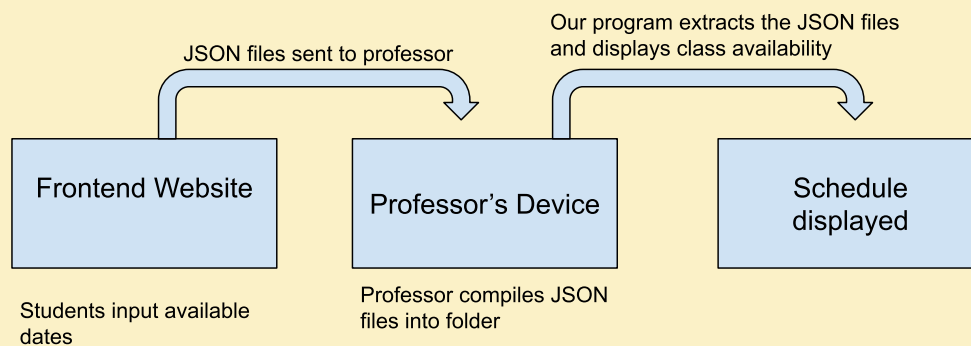 JSON files sent to professor
Our program extracts the JSON files
and displays class availability
Frontend Website
Professor’s Device
Schedule
displayed
Students input available
dates
Professor compiles JSON
files into folder